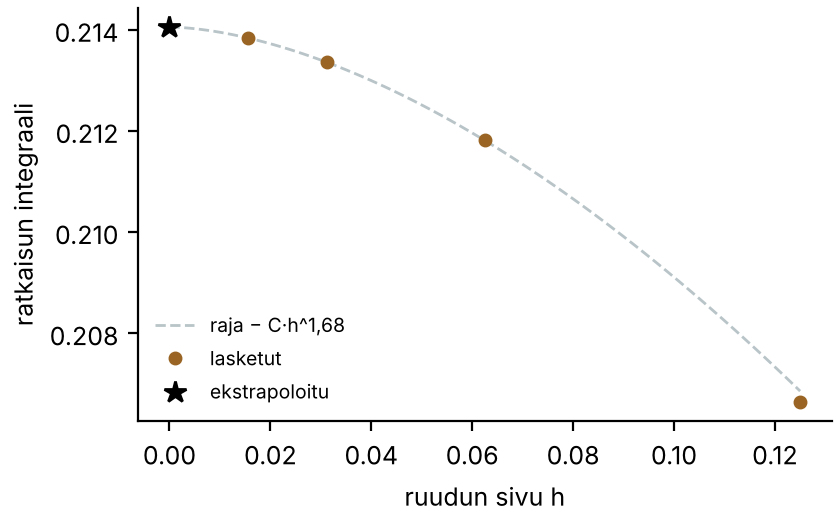 0.214
0.212
0.210
0.208
ratkaisun integraali
raja − C·h^1,68
lasketut
ekstrapoloitu
0.00 0.02 0.04 0.06 0.08 0.10 0.12
ruudun sivu h